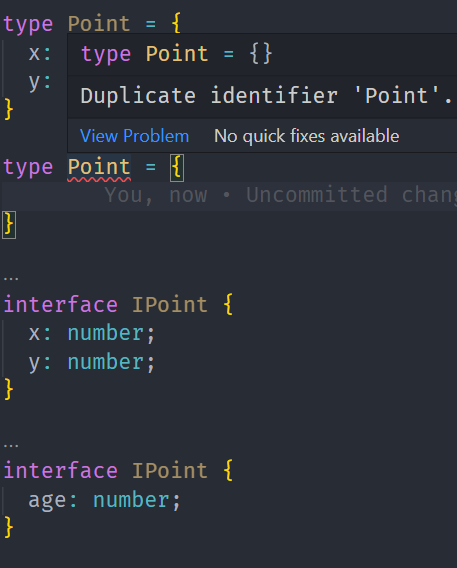 type Point = {
x:
type Point = {}
y:
Duplicate identifier 'Point'.
}
View Problem No quick fixes available
type Point = {
You, now • Uncommitted chang
}
...
interface IPoint {
x: number;
y: number;
}
...
interface IPoint {
age: number;
}